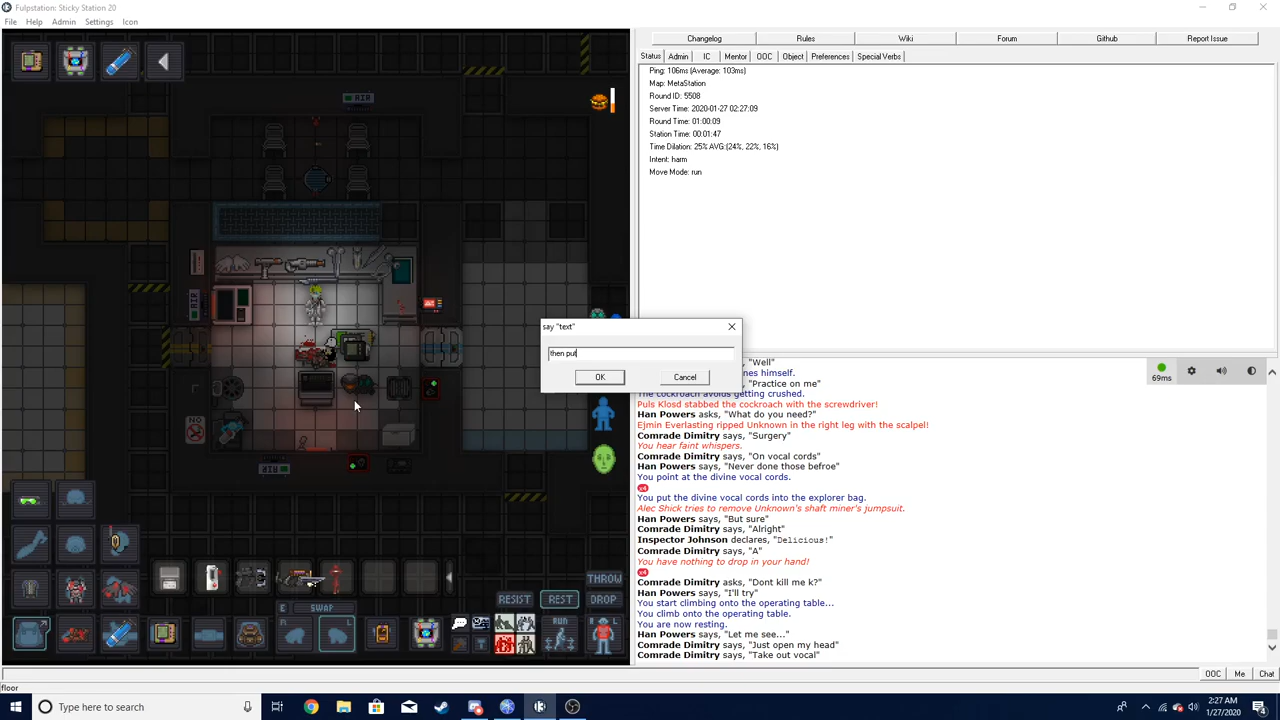 Fulpstation: Sticky Station 20
File Help Admin Settings Icon
Changelog Rules Wiki Forum Github Report Issue
Status Admin IC Mentor OOC Object Preferences Special Verbs
Ping: 106ms (Average: 103ms)
Map: MetaStation
Round ID: 5508
Server Time: 2020-01-27 02:27:09
Round Time: 01:00:09
Station Time: 00:01:47
Time Dilation: 25% AVG:(24%, 22%, 16%)
Intent: harm
Move Mode: run
AIR
say "text"
then put
OK Cancel
, "Well"
nes himself.
"Practice on me"
The cockroach avoids getting crushed.
Puls Klosd stabbed the cockroach with the screwdriver!
Han Powers asks, "What do you need?"
Ejmin Everlasting ripped Unknown in the right leg with the scalpel!
Comrade Dimitry says, "Surgery"
You hear faint whispers.
Comrade Dimitry says, "On vocal cords"
Han Powers says, "Never done those befroe"
You point at the divine vocal cords.
x4
You put the divine vocal cords into the explorer bag.
Alec Shick tries to remove Unknown's shaft miner's jumpsuit.
Han Powers says, "But sure"
Comrade Dimitry says, "Alright"
Inspector Johnson declares, "Delicious!"
Comrade Dimitry says, "A"
You have nothing to drop in your hand!
Comrade Dimitry asks, "Dont kill me k?"
Han Powers says, "I'll try"
You start climbing onto the operating table...
You climb onto the operating table.
You are now resting.
Han Powers says, "Let me see..."
Comrade Dimitry says, "Just open my head"
Comrade Dimitry says, "Take out vocal"
69ms
NO
AIR
THROW
RESIST REST DROP
E SWAP
RUN
R L
OOC Me Chat
floor
Type here to search
2:27 AM
1/27/2020